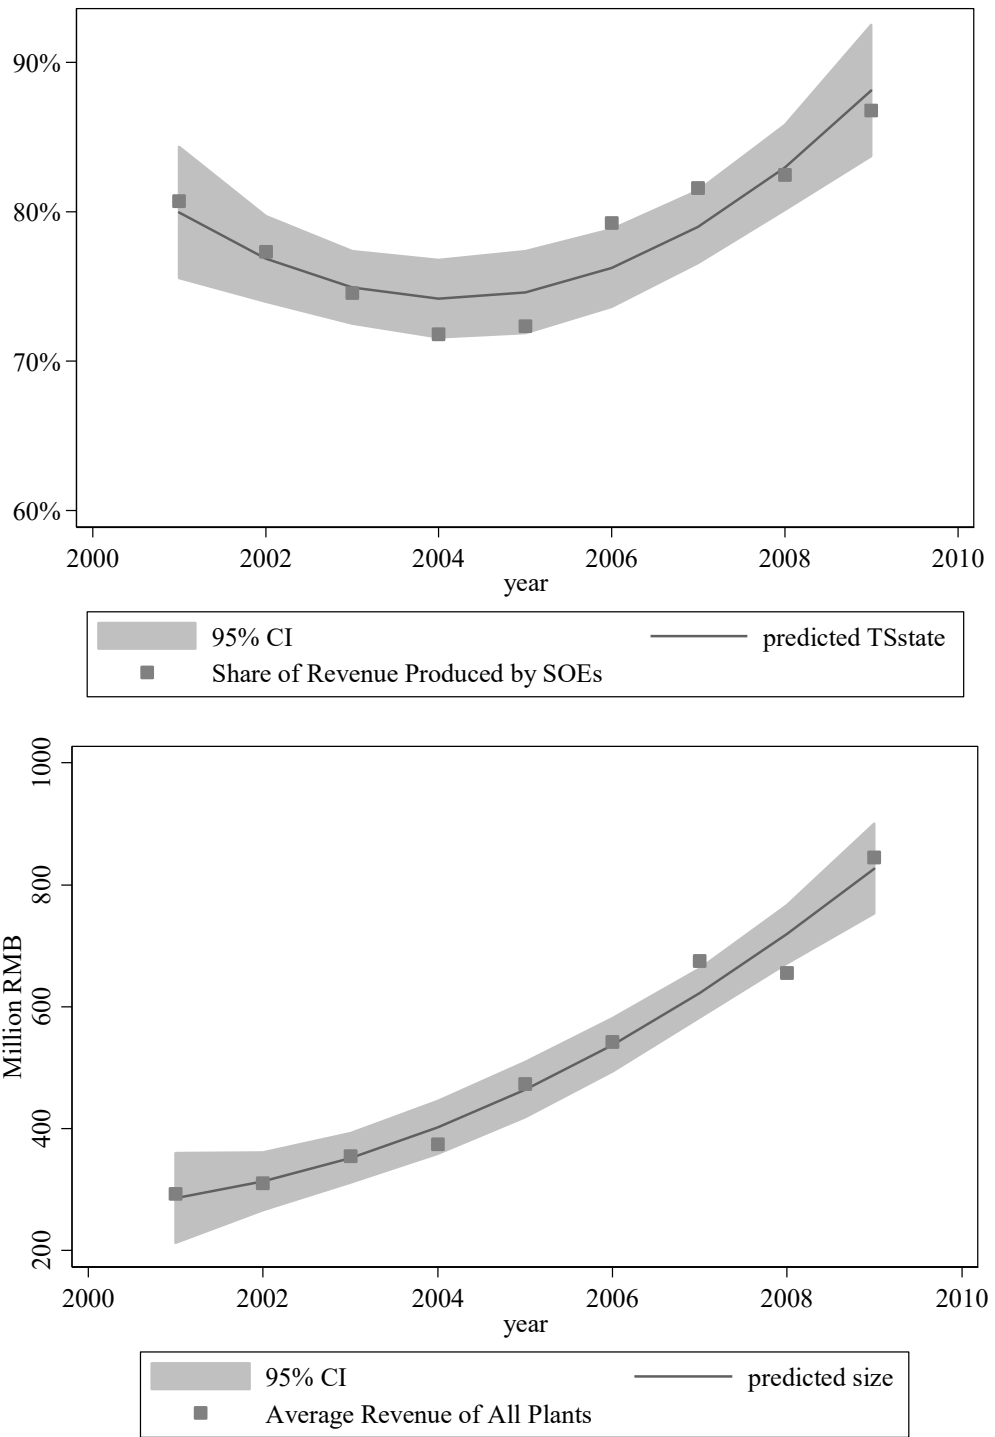 90%
80%
70%
60%
2000 2002 2004 2006 2008 2010
year
95% CI predicted TSstate
Share of Revenue Produced by SOEs
1000
800
600
400
200
Million RMB
2000 2002 2004 2006 2008 2010
year
95% CI predicted size
Average Revenue of All Plants